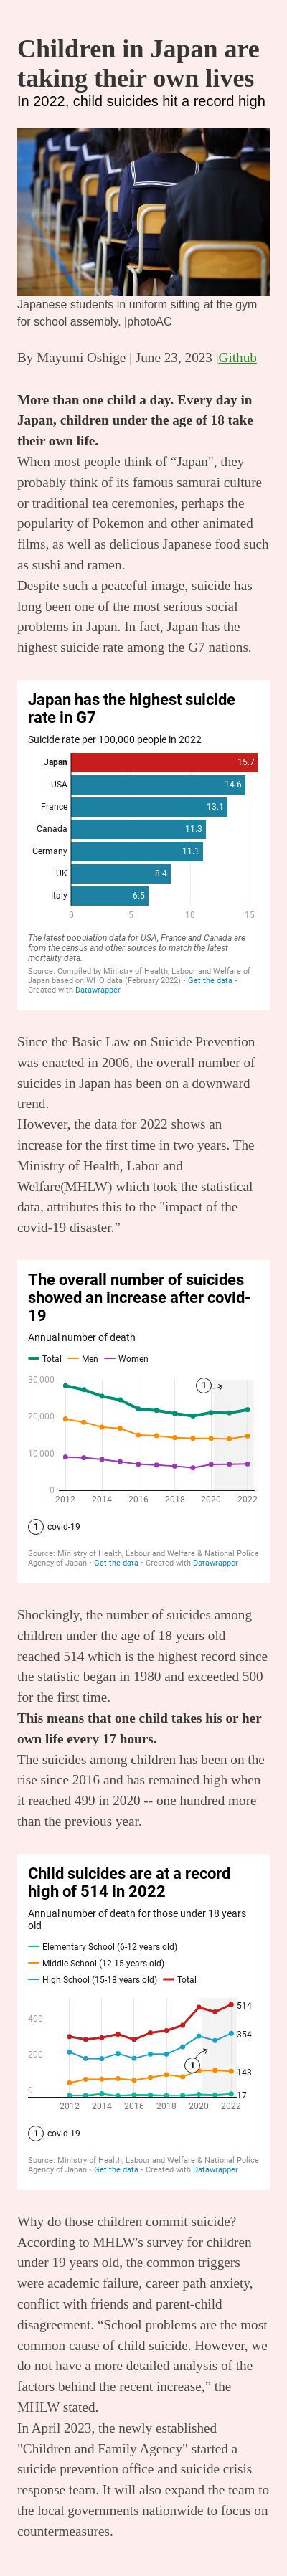 Children in Japan are
taking their own lives
In 2022, child suicides hit a record high
Japanese students in uniform sitting at the gym
for school assembly. |photoAC
By Mayumi Oshige | June 23, 2023 |Github
More than one child a day. Every day in
Japan, children under the age of 18 take
their own life.
When most people think of “Japan", they
probably think of its famous samurai culture
or traditional tea ceremonies, perhaps the
popularity of Pokemon and other animated
films, as well as delicious Japanese food such
as sushi and ramen.
Despite such a peaceful image, suicide has
long been one of the most serious social
problems in Japan. In fact, Japan has the
highest suicide rate among the G7 nations.
Japan has the highest suicide
rate in G7
Suicide rate per 100,000 people in 2022
Japan 15.7
USA 14.6
France 13.1
Canada 11.3
Germany 11.1
UK 8.4
Italy 6.5
0 5 10 15
The latest population data for USA, France and Canada are
from the census and other sources to match the latest
mortality data.
Source: Compiled by Ministry of Health, Labour and Welfare of
Japan based on WHO data (February 2022) • Get the data •
Created with Datawrapper
Since the Basic Law on Suicide Prevention
was enacted in 2006, the overall number of
suicides in Japan has been on a downward
trend.
However, the data for 2022 shows an
increase for the first time in two years. The
Ministry of Health, Labor and
Welfare(MHLW) which took the statistical
data, attributes this to the "impact of the
covid-19 disaster.”
The overall number of suicides
showed an increase after covid-
19
Annual number of death
Total Men Women
30,000
1
20,000
10,000
0
2012 2014 2016 2018 2020 2022
1 covid-19
Source: Ministry of Health, Labour and Welfare & National Police
Agency of Japan • Get the data • Created with Datawrapper
Shockingly, the number of suicides among
children under the age of 18 years old
reached 514 which is the highest record since
the statistic began in 1980 and exceeded 500
for the first time.
This means that one child takes his or her
own life every 17 hours.
The suicides among children has been on the
rise since 2016 and has remained high when
it reached 499 in 2020 -- one hundred more
than the previous year.
Child suicides are at a record
high of 514 in 2022
Annual number of death for those under 18 years
old
Elementary School (6-12 years old)
Middle School (12-15 years old)
High School (15-18 years old) Total
514
400
354
200
1
143
0
17
2012 2014 2016 2018 2020 2022
1 covid-19
Source: Ministry of Health, Labour and Welfare & National Police
Agency of Japan • Get the data • Created with Datawrapper
Why do those children commit suicide?
According to MHLW's survey for children
under 19 years old, the common triggers
were academic failure, career path anxiety,
conflict with friends and parent-child
disagreement. “School problems are the most
common cause of child suicide. However, we
do not have a more detailed analysis of the
factors behind the recent increase,” the
MHLW stated.
In April 2023, the newly established
"Children and Family Agency" started a
suicide prevention office and suicide crisis
response team. It will also expand the team to
the local governments nationwide to focus on
countermeasures.